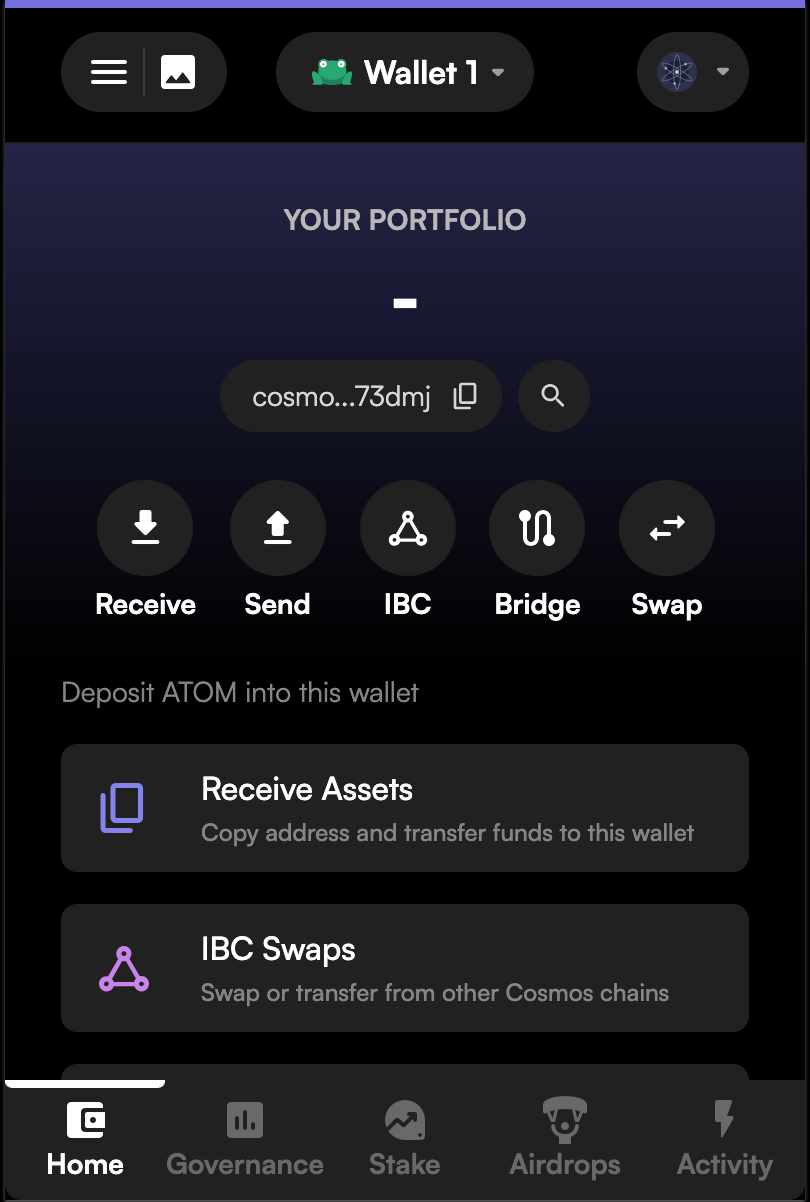 Wallet 1
YOUR PORTFOLIO
-
cosmo...73dmj
Receive Send IBC Bridge Swap
Deposit ATOM into this wallet
Receive Assets
Copy address and transfer funds to this wallet
IBC Swaps
Swap or transfer from other Cosmos chains
Home Governance Stake Airdrops Activity